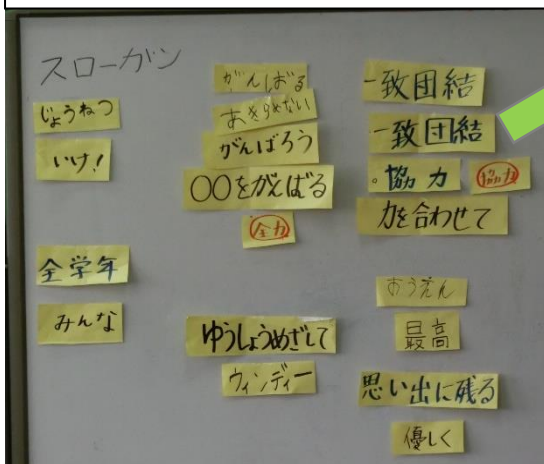 スローガン
じょうねつ
いけ!
全学年
みんな
がんばる
あきらめない
がんばろう
〇〇をがんばる
全力
ゆうしょうめざして
ウィンディー
一致団結
一致団結
・協力 協力
力を合わせて
おうえん
最高
思い出に残る
優しく